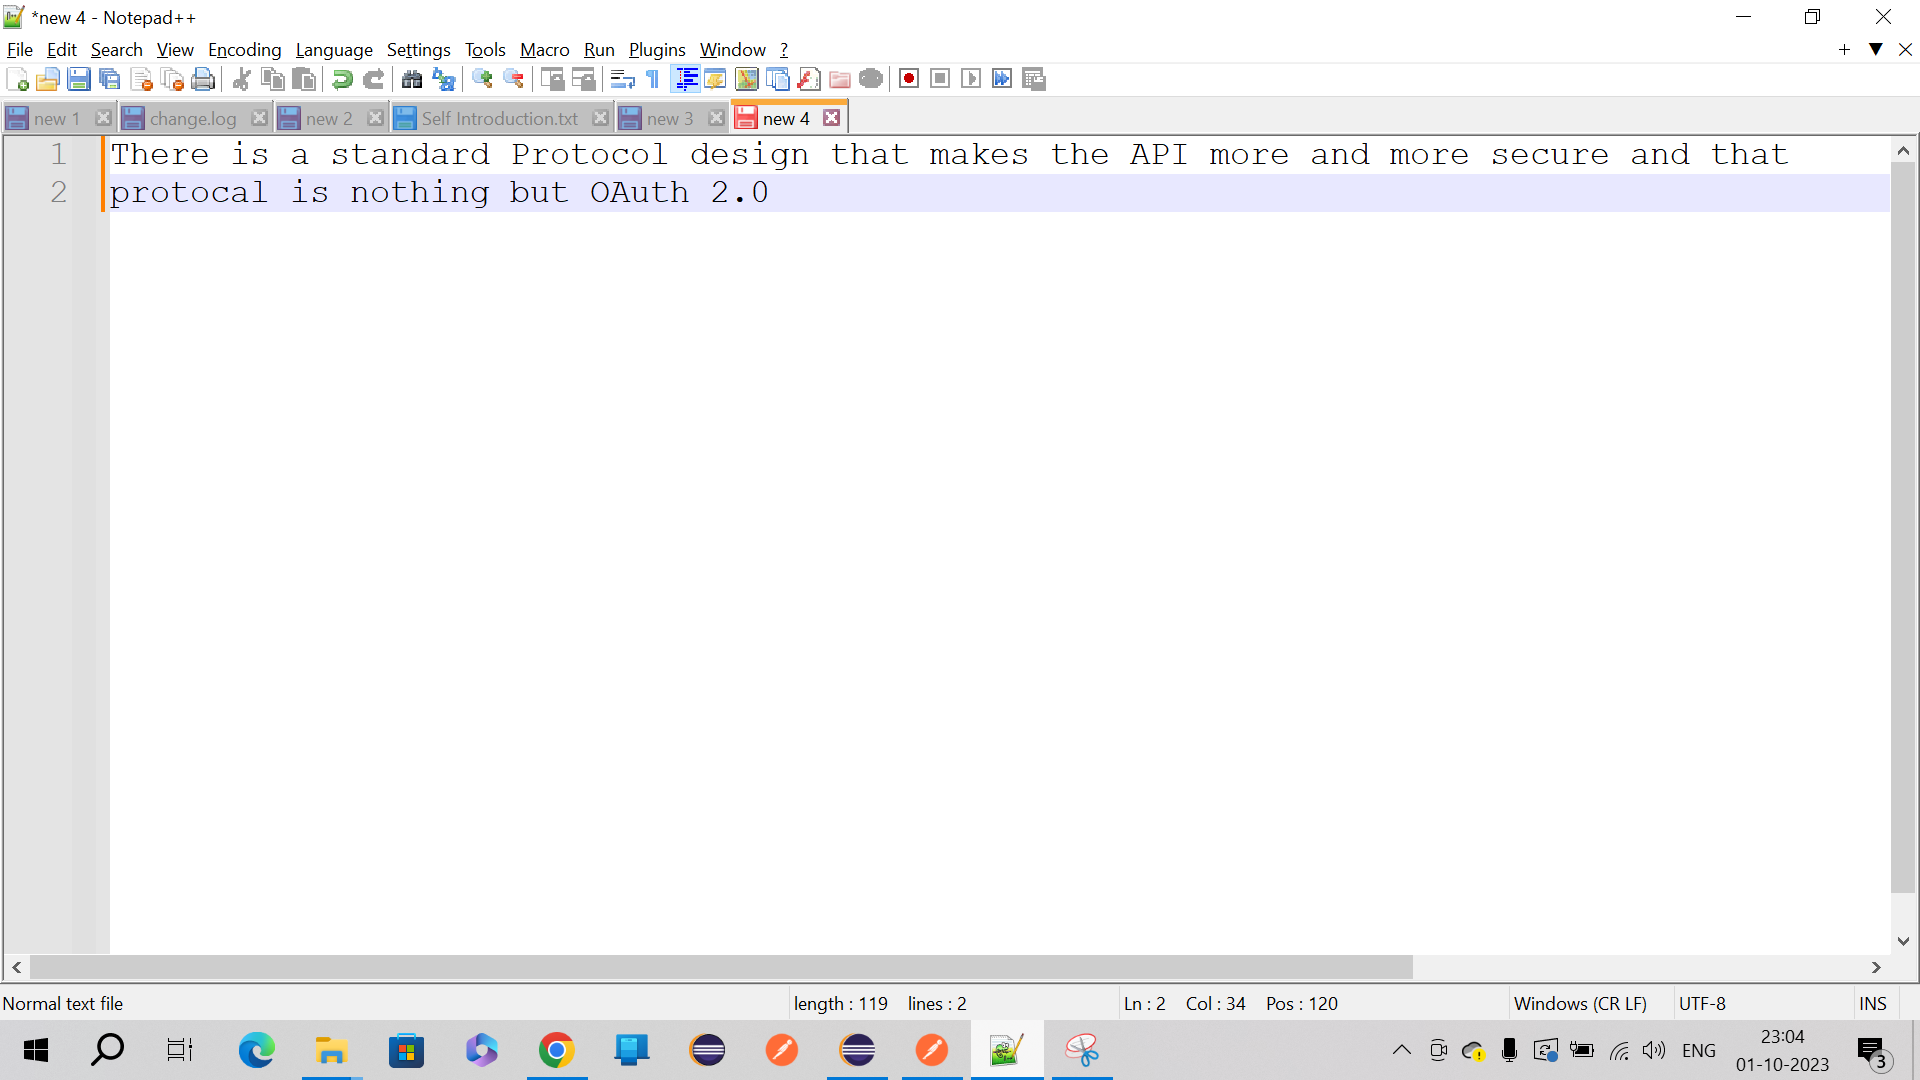 *new 4 - Notepad++
File Edit Search View Encoding Language Settings Tools Macro Run Plugins Window ?
new 1 change.log new 2 Self Introduction.txt new 3 new 4
1 There is a standard Protocol design that makes the API more and more secure and that
2 protocal is nothing but OAuth 2.0
Normal text file length : 119 lines : 2 Ln : 2 Col : 34 Pos : 120 Windows (CR LF) UTF-8 INS
ENG 23:04
01-10-2023 3